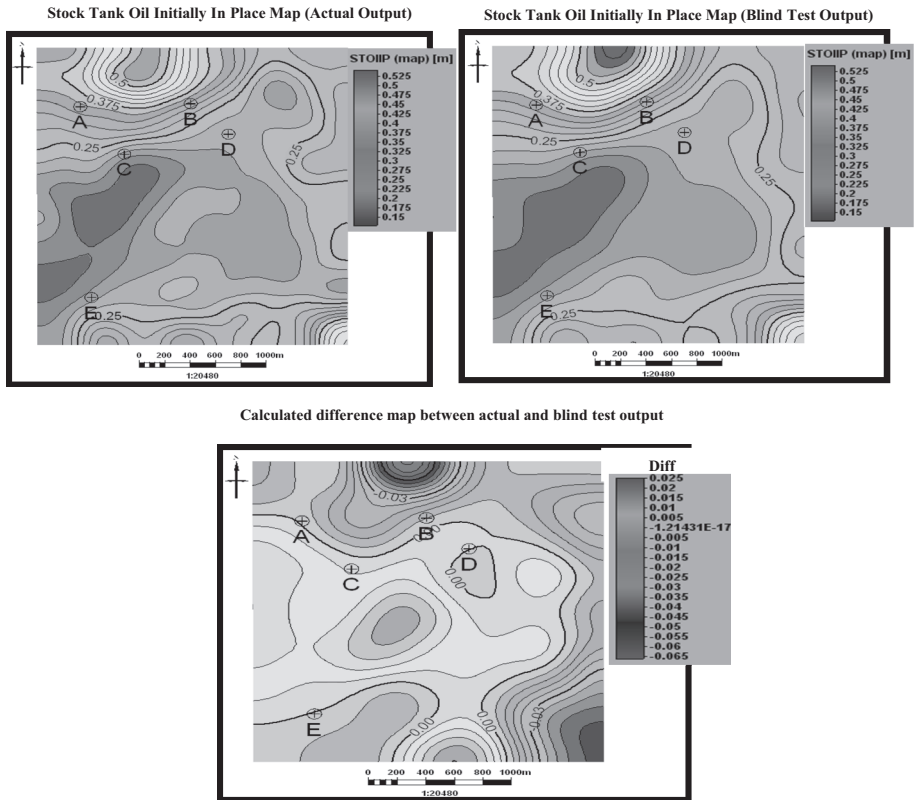 Stock Tank Oil Initially In Place Map (Actual Output)
STOIIP (map) [m]
0.525
0.5
0.475
0.45
0.425
0.4
0.375
0.35
0.325
0.3
0.275
0.25
0.225
0.2
0.175
0.15
0.5
0.375
A
B
D
0.25
0.25
C
E
0.25
0 200 400 600 800 1000m
1:20480
Stock Tank Oil Initially In Place Map (Blind Test Output)
STOIIP (map) [m]
0.525
0.5
0.475
0.45
0.425
0.4
0.375
0.35
0.325
0.3
0.275
0.25
0.225
0.2
0.175
0.15
0.5
0.375
A
B
D
0.25
0.25
C
E
0.25
0 200 400 600 800 1000m
1:20480
Calculated difference map between actual and blind test output
Diff
0.025
0.02
0.015
0.01
0.005
-1.21431E-17
-0.005
-0.01
-0.015
-0.02
-0.025
-0.03
-0.035
-0.04
-0.045
-0.05
-0.055
-0.06
-0.065
-0.03
A
B
D
0.00
C
E
0.00
0.00
-0.03
0 200 400 600 800 1000m
1:20480